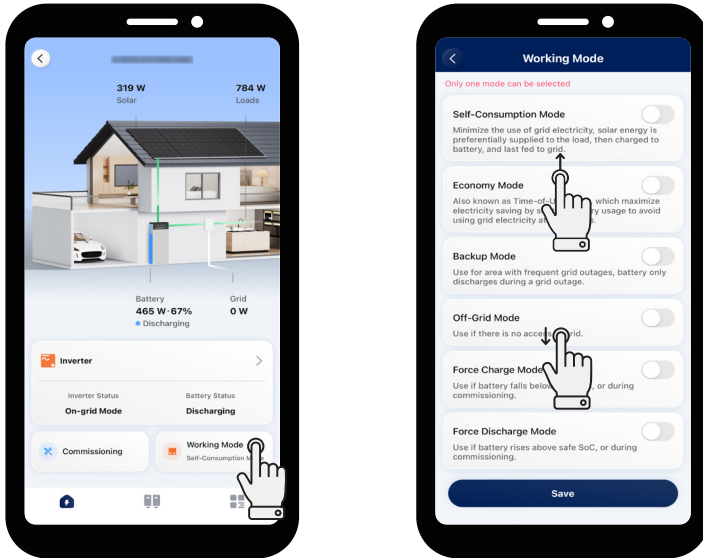 319 W
Solar
784 W
Loads
Battery
465 W·67%
Discharging
Grid
0 W
Inverter
Inverter Status
On-grid Mode
Battery Status
Discharging
Commissioning
Working Mode
Self-Consumption
Working Mode
Only one mode can be selected
Self-Consumption Mode
Minimize the use of grid electricity, solar energy is
preferentially supplied to the load, then charged to
battery, and last fed to grid.
Economy Mode
Also known as which maximize
electricity saving by usage to avoid
using grid electricity
Backup Mode
Use for area with frequent grid outages, battery only
discharges during a grid outage.
Off-Grid Mode
Use if there is no grid.
Force Charge Mode
Use if battery falls or during
commissioning.
Force Discharge Mode
Use if battery rises above safe SoC, or during
commissioning.
Save